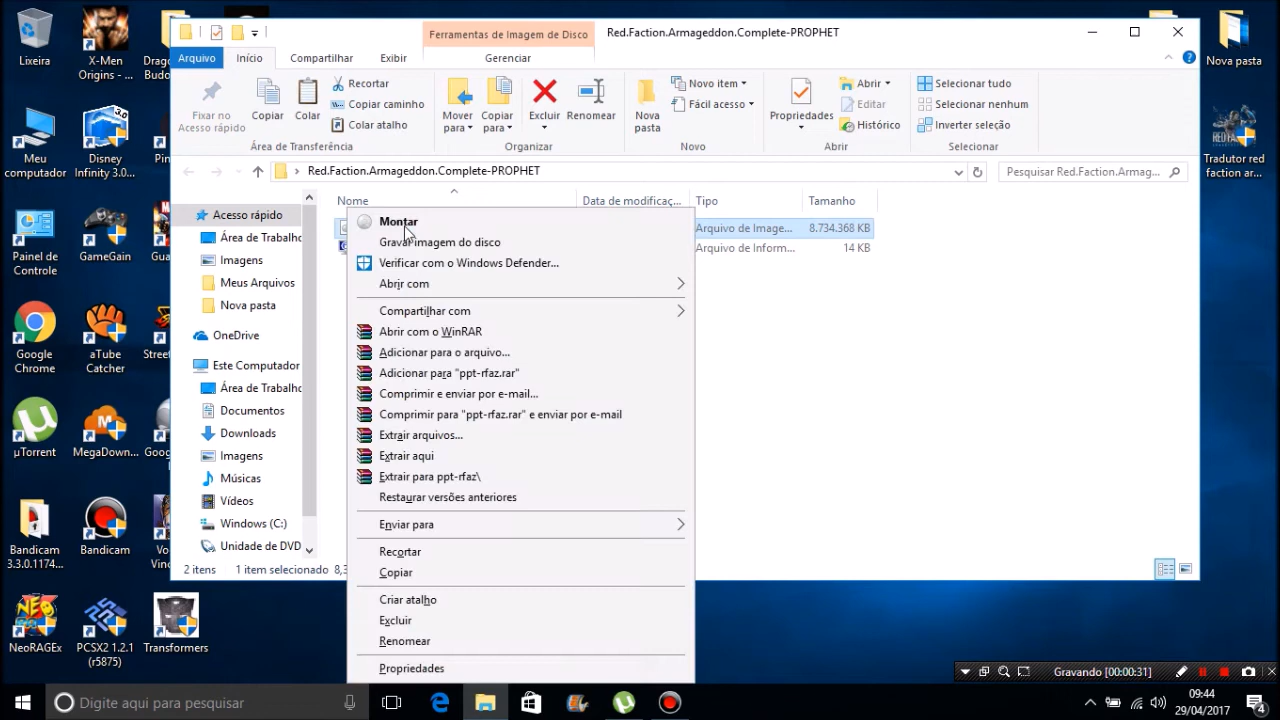 Ferramentas de Imagem de Disco
Red.Faction.Armageddon.Complete-PROPHET
Arquivo
Início
Compartilhar
Exibir
Gerenciar
Fixar no
Acesso rápido
Copiar
Colar
Recortar
Copiar caminho
Colar atalho
Área de Transferência
Mover
para
Copiar
para
Excluir
Renomear
Organizar
Nova
pasta
Novo item
Fácil acesso
Novo
Propriedades
Abrir
Editar
Histórico
Abrir
Selecionar tudo
Selecionar nenhum
Inverter seleção
Selecionar
Red.Faction.Armageddon.Complete-PROPHET
Pesquisar Red.Faction.Armag...
Nome
Data de modificaç...
Tipo
Tamanho
Arquivo de Image...
8.734.368 KB
Arquivo de Inform...
14 KB
Acesso rápido
Área de Trabalho
Imagens
Meus Arquivos
Nova pasta
OneDrive
Este Computador
Área de Trabalho
Documentos
Downloads
Imagens
Músicas
Vídeos
Windows (C:)
Unidade de DVD
2 itens
1 item selecionado
Montar
Gravar imagem do disco
Verificar com o Windows Defender...
Abrir com
Compartilhar com
Abrir com o WinRAR
Adicionar para o arquivo...
Adicionar para "ppt-rfaz.rar"
Comprimir e enviar por e-mail...
Comprimir para "ppt-rfaz.rar" e enviar por e-mail
Extrair arquivos...
Extrair aqui
Extrair para ppt-rfaz\
Restaurar versões anteriores
Enviar para
Recortar
Copiar
Criar atalho
Excluir
Renomear
Propriedades
Lixeira
X-Men
Origins - ...
Meu
computador
Disney
Infinity 3.0...
3.0
Painel de
Controle
GameGain
Google
Chrome
aTube
Catcher
µTorrent
MegaDown...
Bandicam
3.3.0.1174...
Bandicam
NeoRAGEx
PCSX2 1.2.1
(r5875)
Transformers
Nova pasta
Tradutor red
faction ar...
Gravando [00:00:31]
Digite aqui para pesquisar
09:44
29/04/2017
4